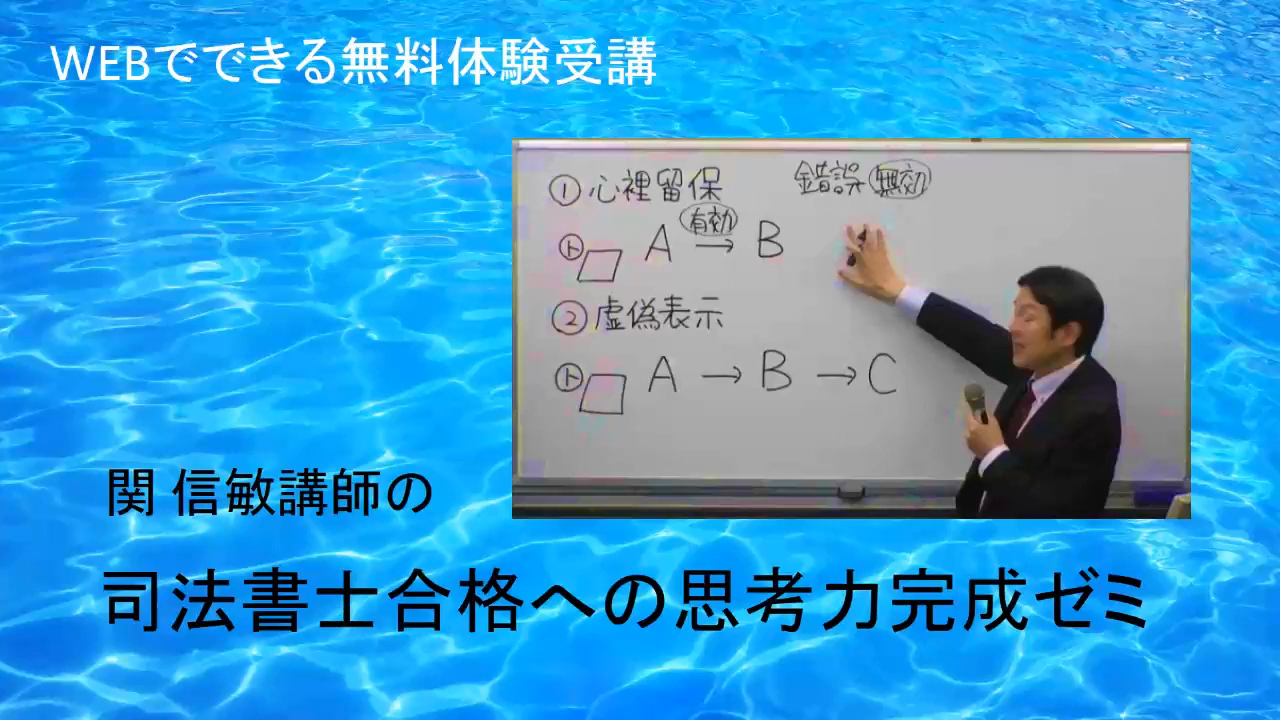 WEBでできる無料体験受講
①心裡留保
錯誤 無効
有効
ト A → B
②虚偽表示
ト A → B → C
関 信敏講師の
司法書士合格への思考力完成ゼミ